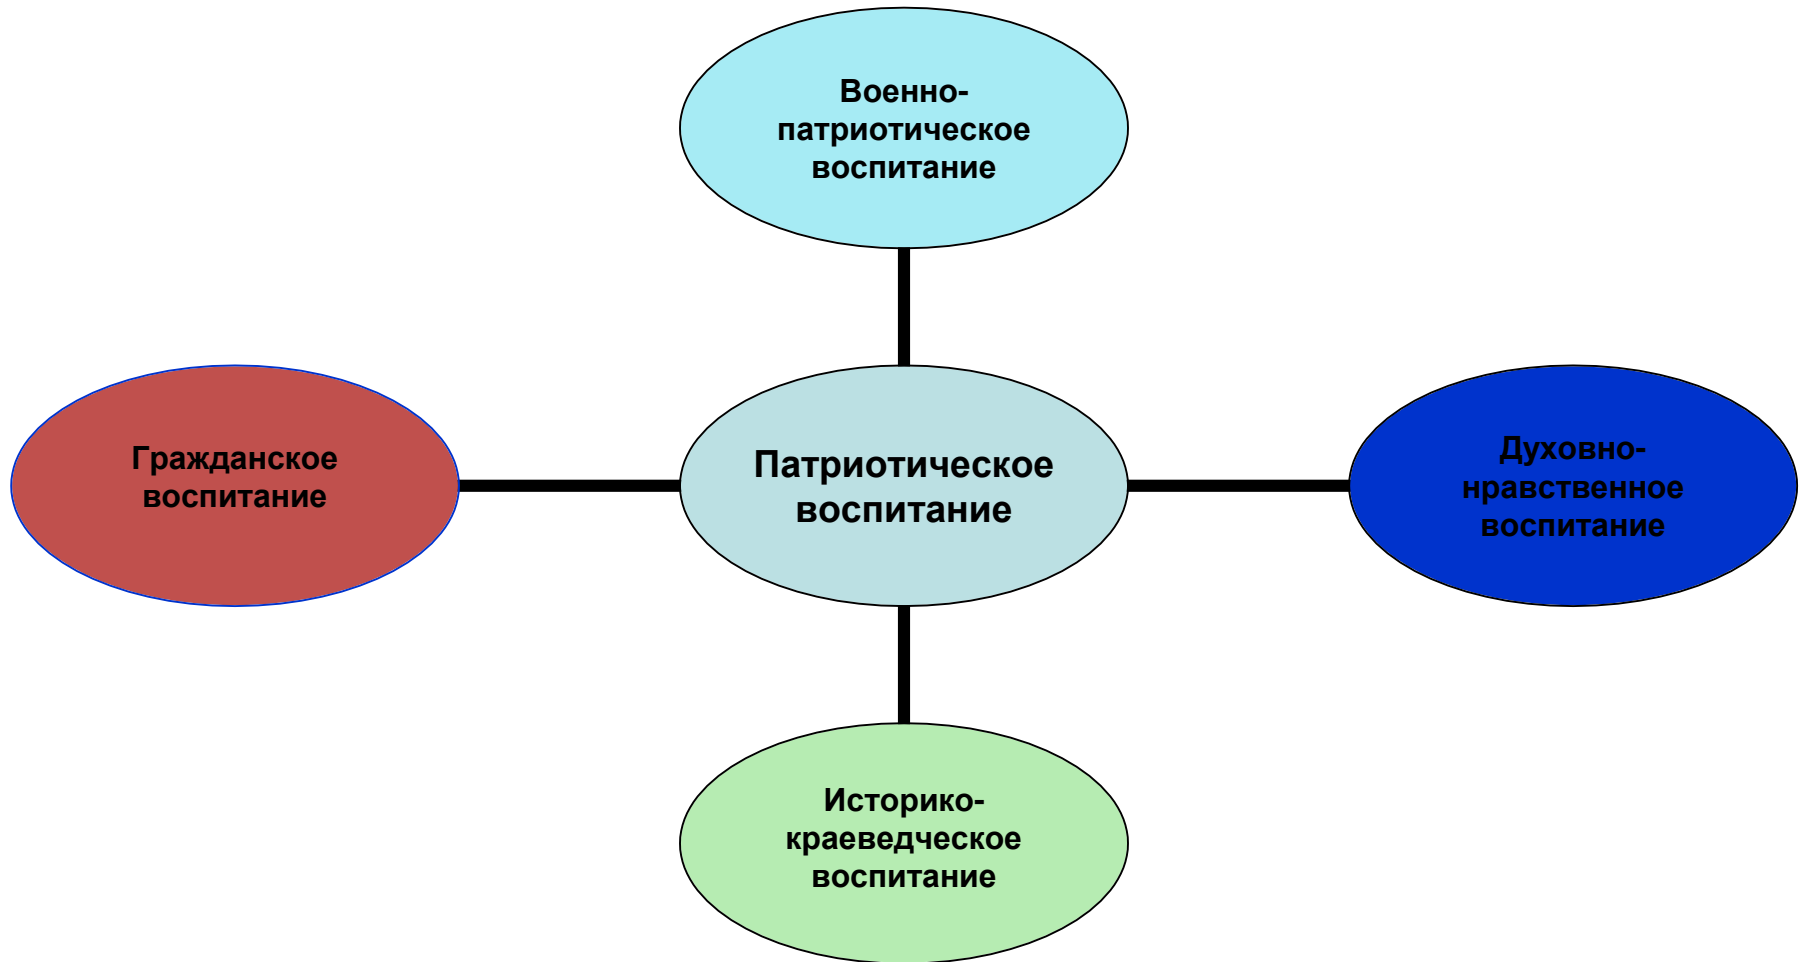 Военно-
патриотическое
воспитание
Гражданское
воспитание
Патриотическое
воспитание
Духовно-
нравственное
воспитание
Историко-
краеведческое
воспитание